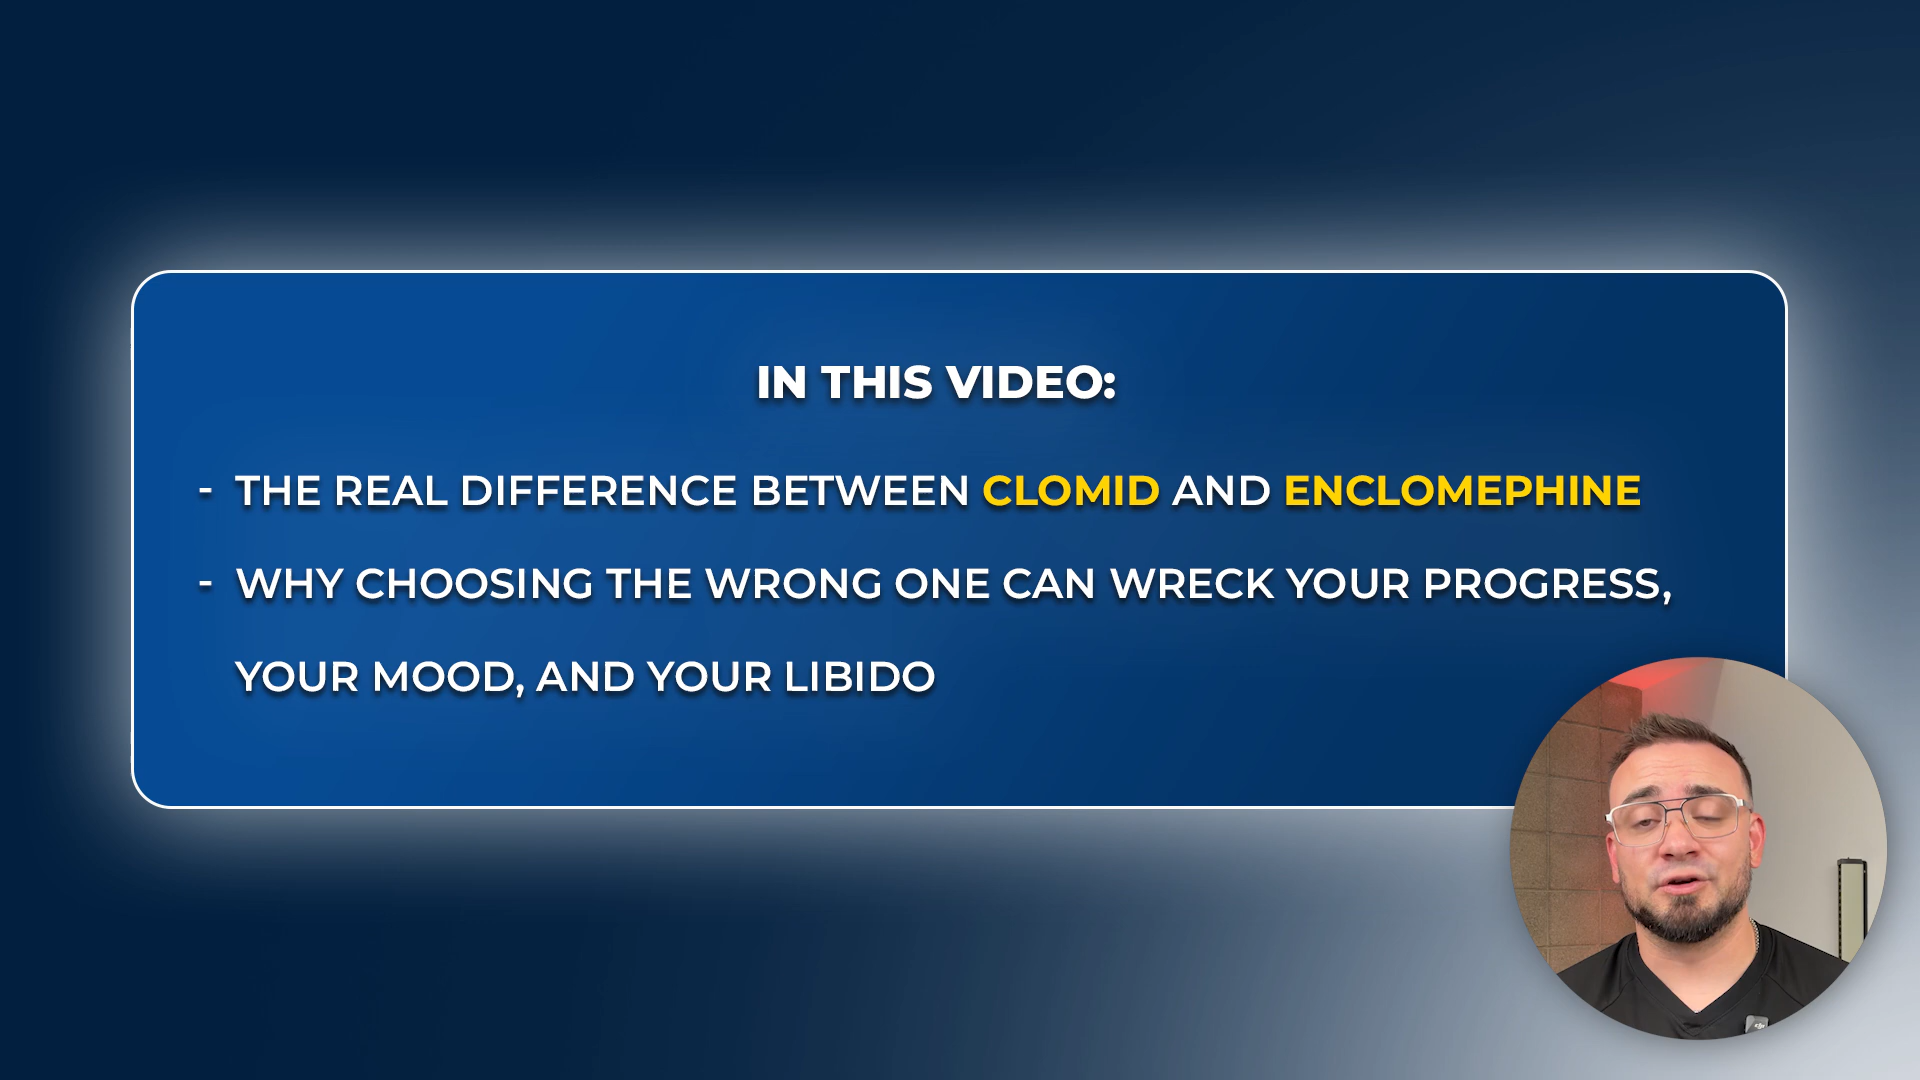 IN THIS VIDEO:
- THE REAL DIFFERENCE BETWEEN CLOMID AND ENCLOMEPHINE
- WHY CHOOSING THE WRONG ONE CAN WRECK YOUR PROGRESS,
YOUR MOOD, AND YOUR LIBIDO